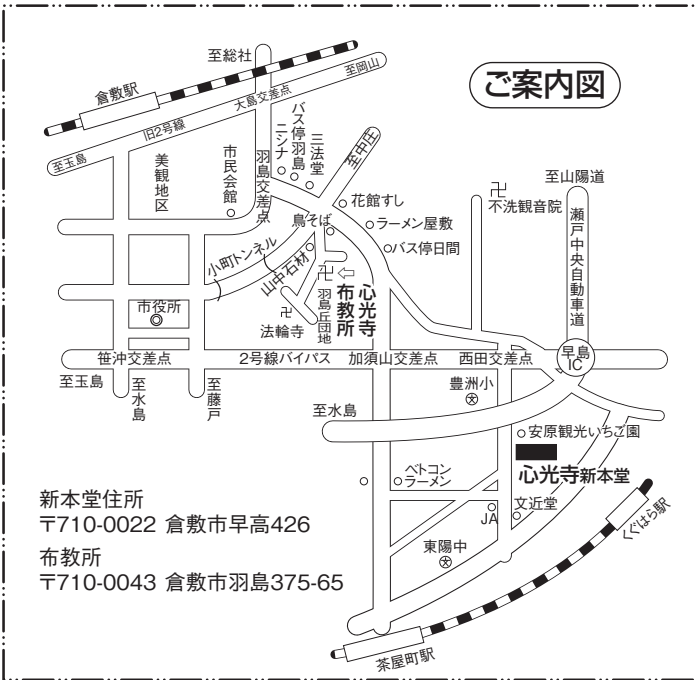 ご案内図
至総社
至岡山
倉敷駅
大島交差点
旧2号線
至玉島
美観地区
市民会館
羽島交差点
ニシナ
バス停羽島
三法堂
至中庄
花館すし
鳥そば
ラーメン屋敷
バス停日間
小町トンネル
山中石材
卍
心光寺
布教所
羽島丘団地
卍
法輪寺
卍
不洗観音院
至山陽道
瀬戸中央自動車道
市役所
笹沖交差点
2号線バイパス
加須山交差点
西田交差点
早島
IC
至玉島
至水島
至藤戸
豊洲小
至水島
安原観光いちご園
心光寺新本堂
ベトコン
ラーメン
JA
文近堂
くぐはら駅
東陽中
茶屋町駅
新本堂住所
〒710-0022 倉敷市早高426
布教所
〒710-0043 倉敷市羽島375-65